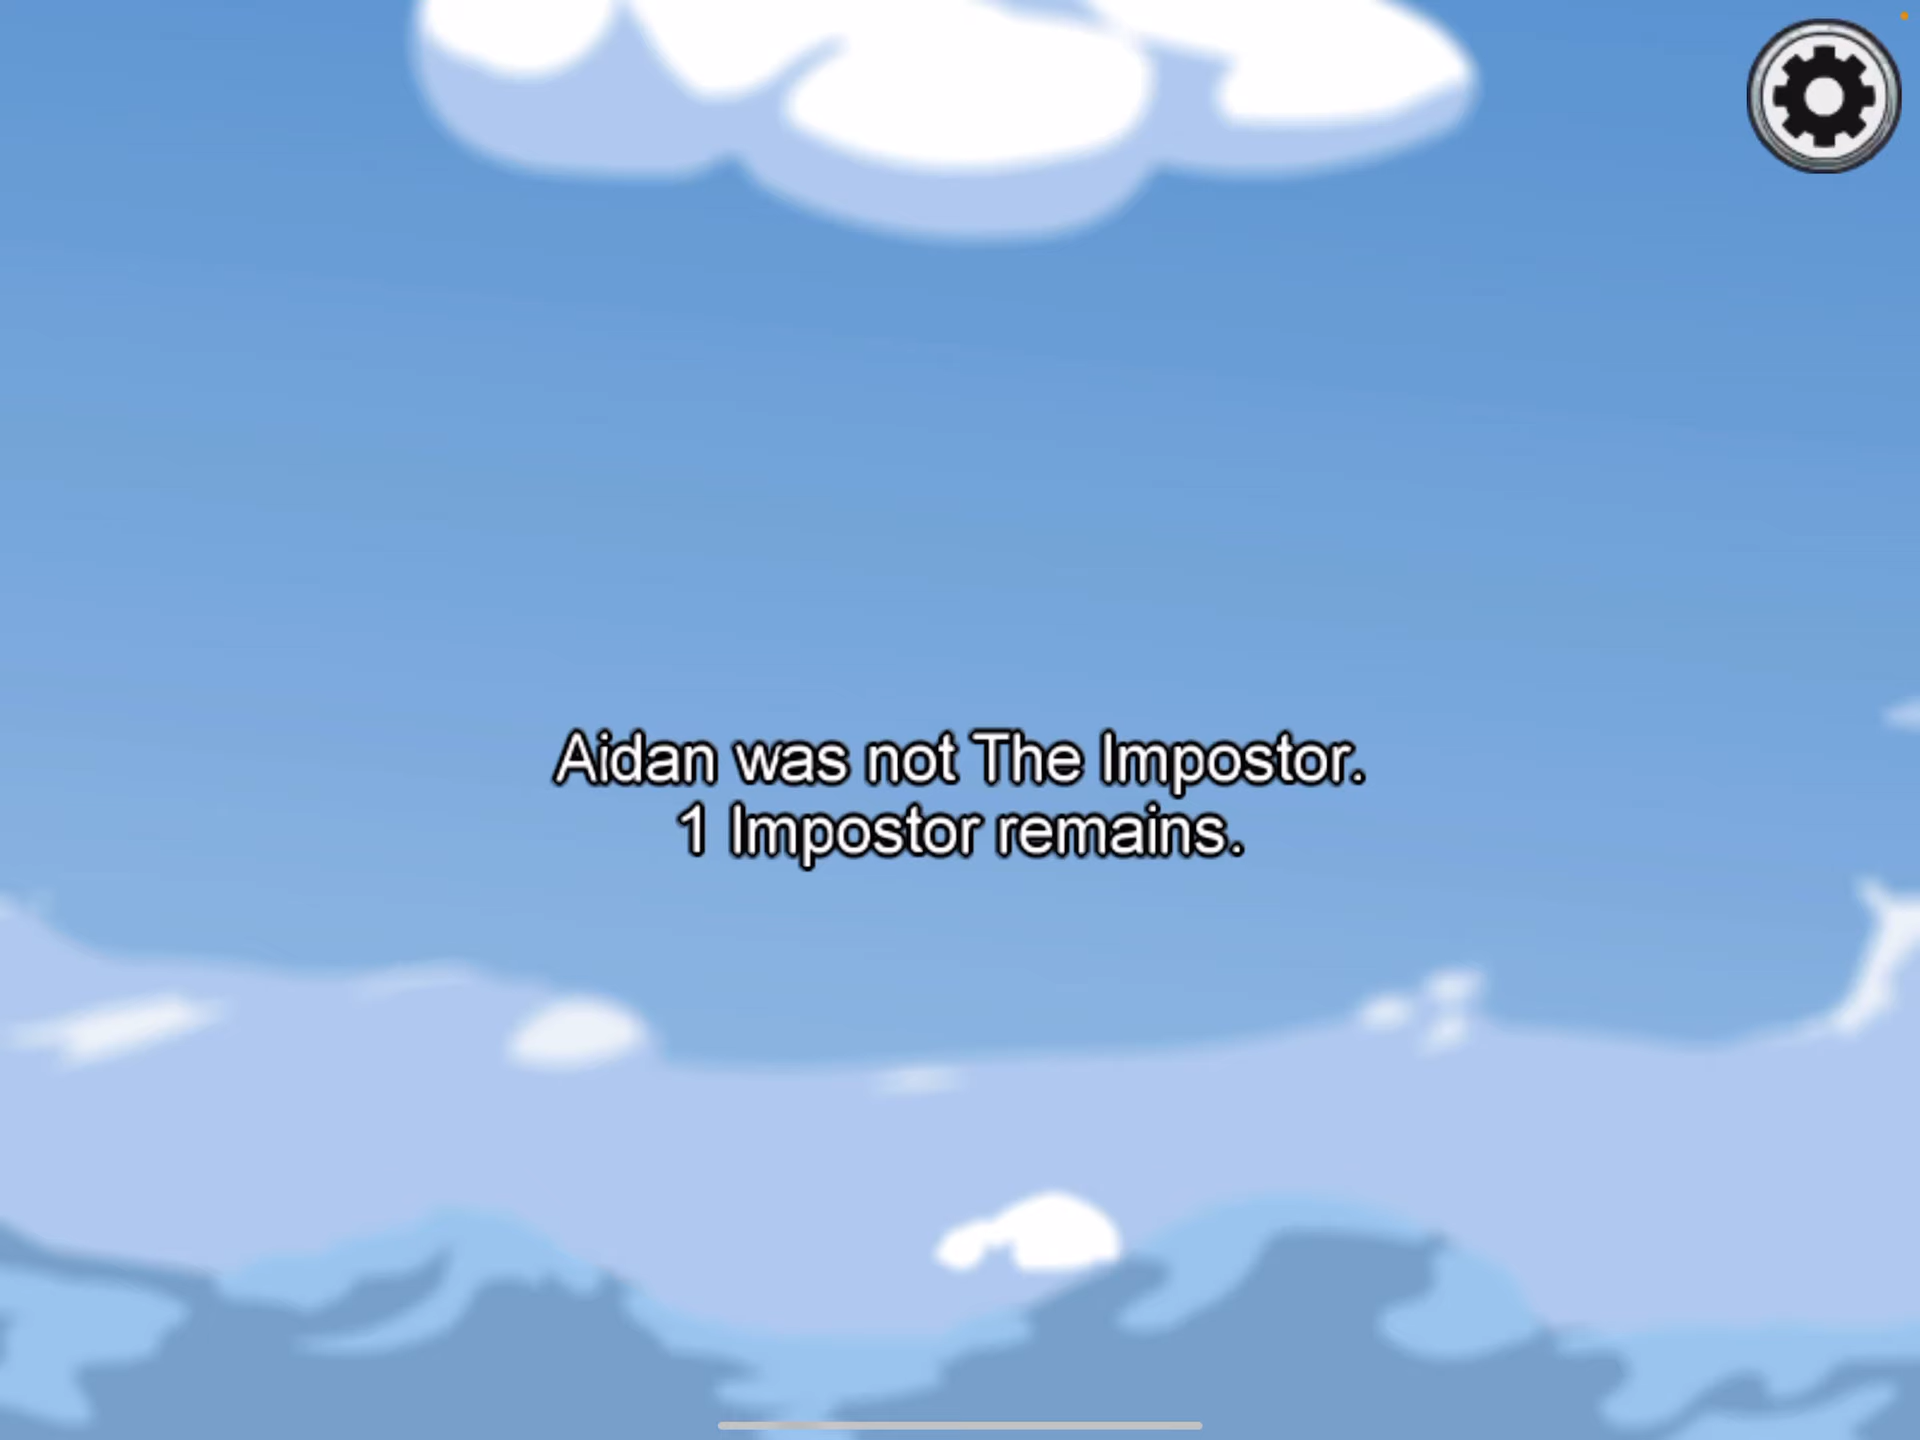 Aidan was not The Impostor.
1 Impostor remains.